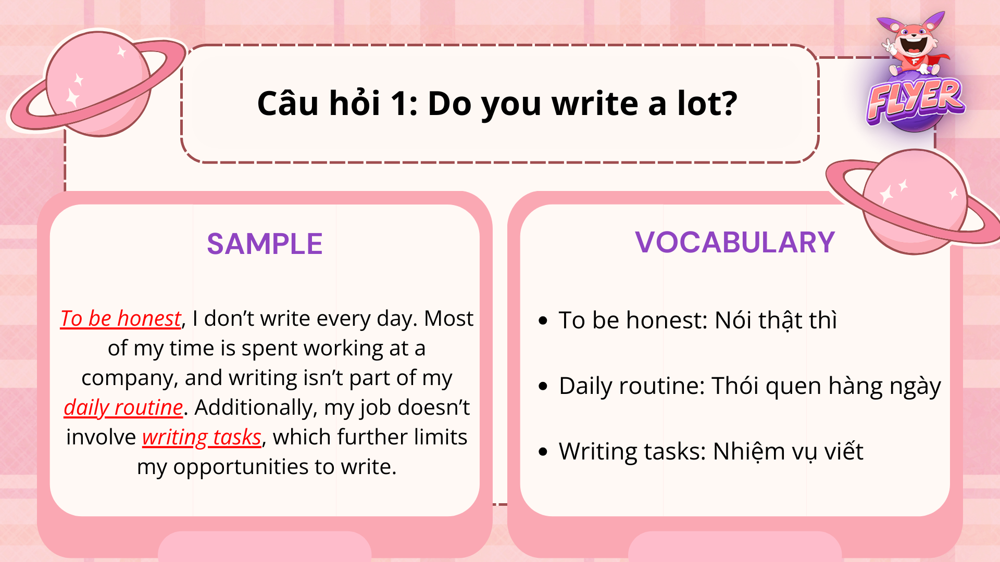 Câu hỏi 1: Do you write a lot?
F
FLYER
SAMPLE
To be honest, I don’t write every day. Most
of my time is spent working at a
company, and writing isn’t part of my
daily routine. Additionally, my job doesn’t
involve writing tasks, which further limits
my opportunities to write.
VOCABULARY
• To be honest: Nói thật thì
• Daily routine: Thói quen hàng ngày
• Writing tasks: Nhiệm vụ viết